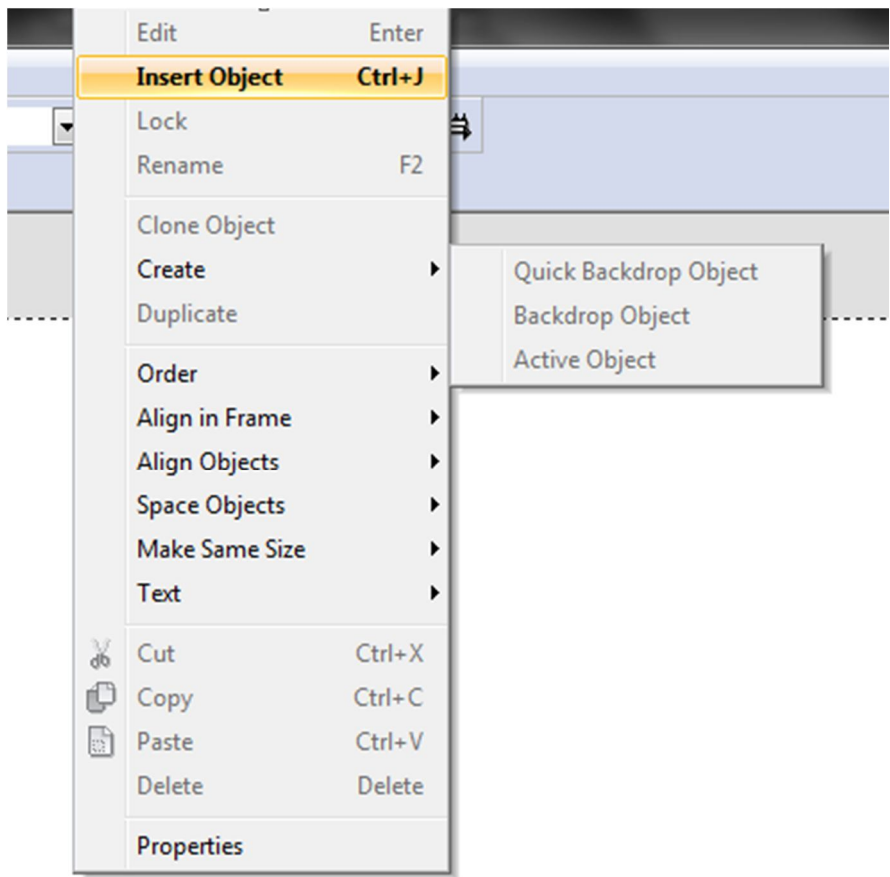 Edit Enter
Insert Object Ctrl+J
Lock
Rename F2
Clone Object
Create
Duplicate
Order
Align in Frame
Align Objects
Space Objects
Make Same Size
Text
Cut Ctrl+X
Copy Ctrl+C
Paste Ctrl+V
Delete Delete
Properties
Quick Backdrop Object
Backdrop Object
Active Object